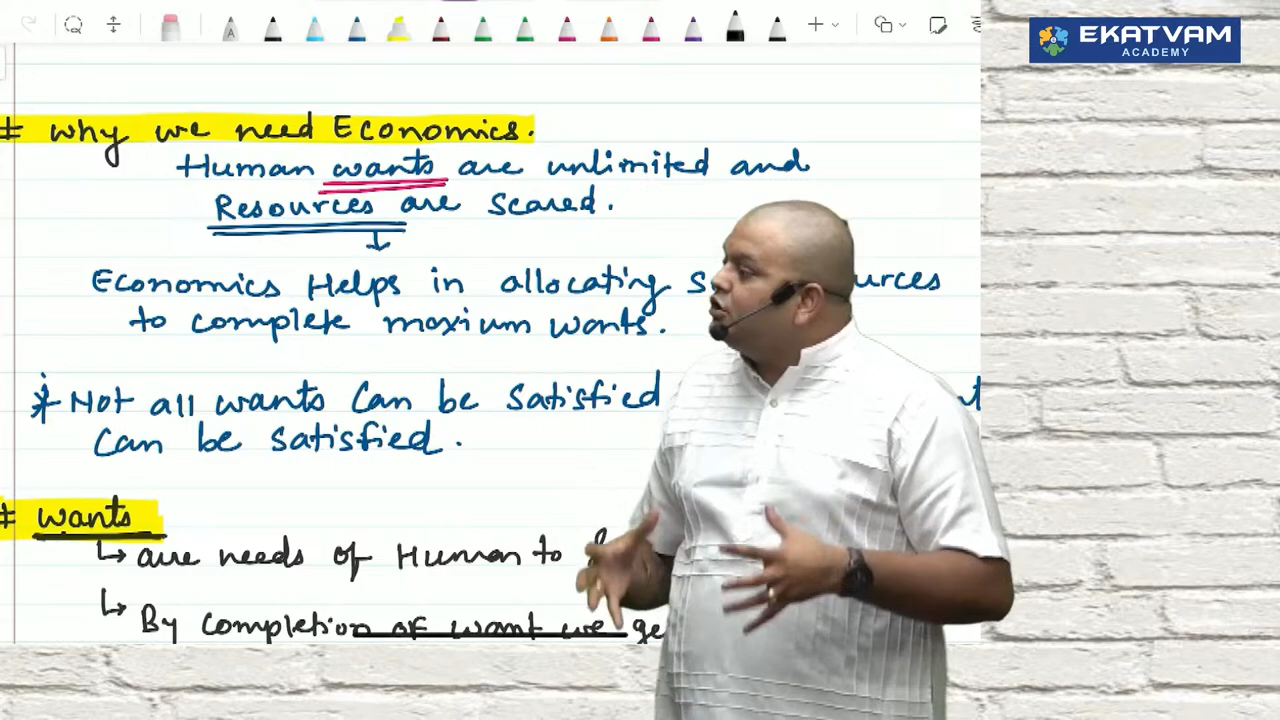 EKATVAM
ACADEMY
# why we need Economics.
Human wants are unlimited and
Resources are scared.
Economics Helps in allocating
to complete maxium wants.
* Not all wants can be satisfied
can be satisfied.
# wants
↳ are needs of Human to
↳ By completion of want we